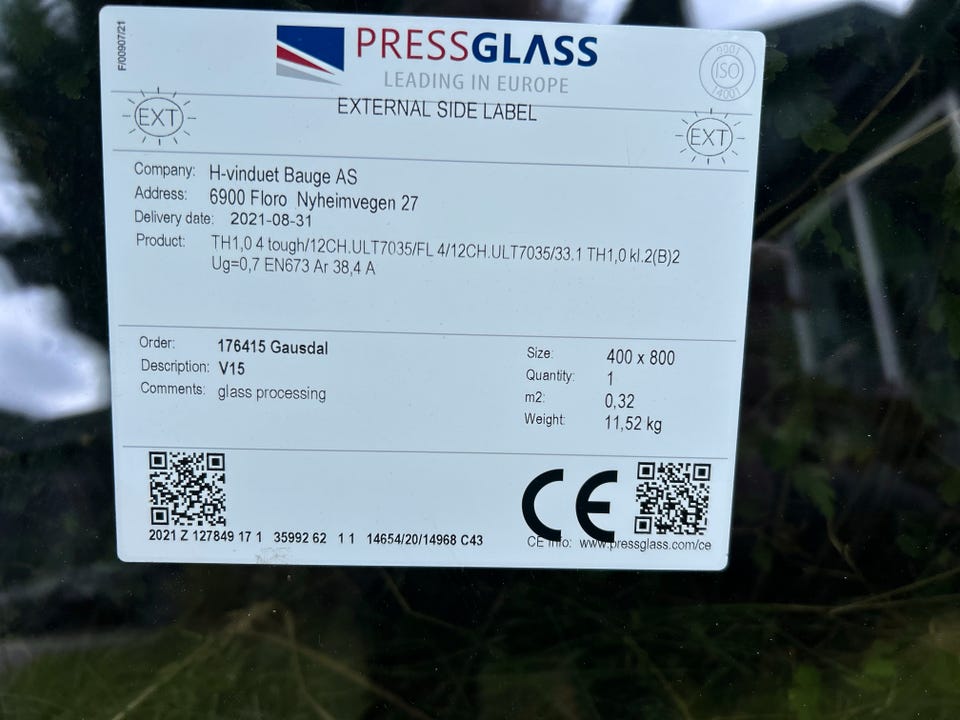 F/00907/21
PRESSGLASS
LEADING IN EUROPE
9001
ISO
14001
EXTERNAL SIDE LABEL
EXT
EXT
Company: H-vinduet Bauge AS
Address: 6900 Floro Nyheimvegen 27
Delivery date: 2021-08-31
Product: TH1,0 4 tough/12CH.ULT7035/FL 4/12CH.ULT7035/33.1 TH1,0 kl.2(B)2
Ug=0,7 EN673 Ar 38,4 A
Order: 176415 Gausdal
Description: V15
Comments: glass processing
Size: 400 x 800
Quantity: 1
m2: 0,32
Weight: 11,52 kg
CE
2021 Z 127849 17 1 35992 62 1 1 14654/20/14968 C43
CE Info: www.pressglass.com/ce